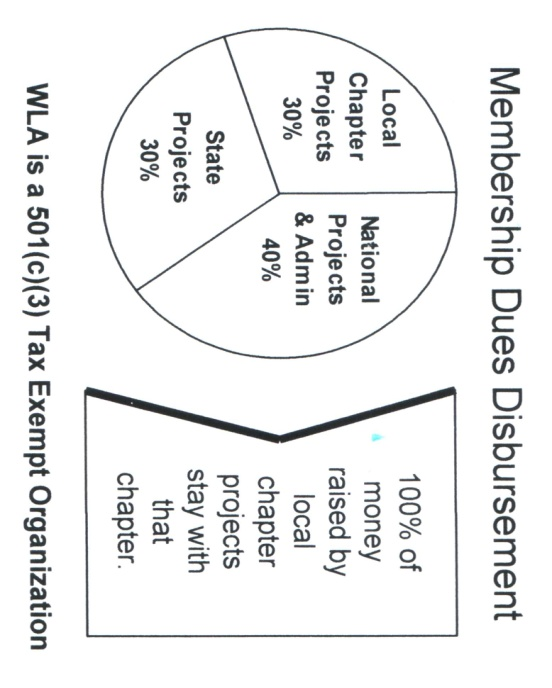 Membership Dues Disbursement
Local
Chapter
Projects
30%
National
Projects
& Admin
40%
State
Projects
30%
100% of
money
raised by
local
chapter
projects
stay with
that
chapter.
WLA is a 501(c)(3) Tax Exempt Organization